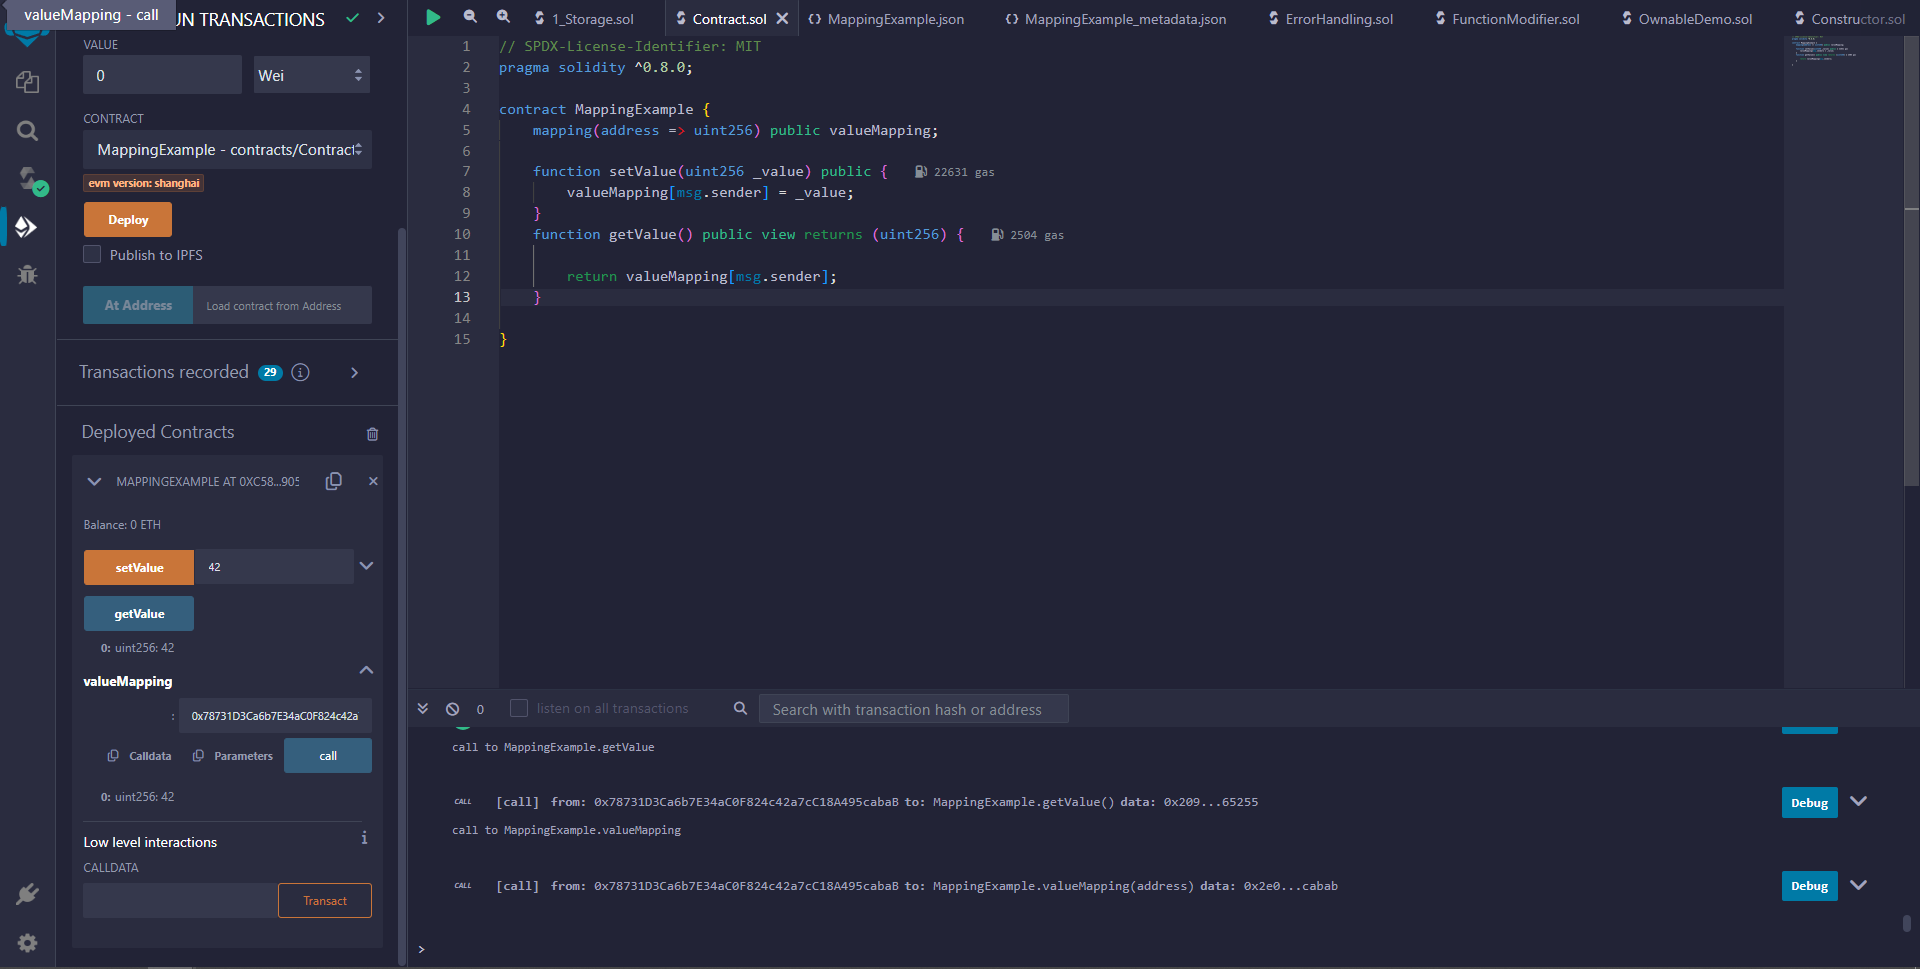 valueMapping - call
UN TRANSACTIONS
VALUE
0
Wei
CONTRACT
MappingExample - contracts/Contract
evm version: shanghai
Deploy
Publish to IPFS
At Address
Load contract from Address
Transactions recorded 29
Deployed Contracts
MAPPINGEXAMPLE AT 0XC58...905
Balance: 0 ETH
setValue
42
getValue
0: uint256: 42
valueMapping
: 0x78731D3Ca6b7E34aC0F824c42a
Calldata
Parameters
call
0: uint256: 42
Low level interactions
CALLDATA
Transact
1_Storage.sol
Contract.sol
MappingExample.json
MappingExample_metadata.json
ErrorHandling.sol
FunctionModifier.sol
OwnableDemo.sol
Constructor.sol
1 // SPDX-License-Identifier: MIT
2 pragma solidity ^0.8.0;
3
4 contract MappingExample {
5 mapping(address => uint256) public valueMapping;
6
7 function setValue(uint256 _value) public { 22631 gas
8 valueMapping[msg.sender] = _value;
9 }
10 function getValue() public view returns (uint256) { 2504 gas
11
12 return valueMapping[msg.sender];
13 }
14
15 }
0
listen on all transactions
Search with transaction hash or address
call to MappingExample.getValue
CALL [call] from: 0x78731D3Ca6b7E34aC0F824c42a7cC18A495cabaB to: MappingExample.getValue() data: 0x209...65255
Debug
call to MappingExample.valueMapping
CALL [call] from: 0x78731D3Ca6b7E34aC0F824c42a7cC18A495cabaB to: MappingExample.valueMapping(address) data: 0x2e0...cabab
Debug
>